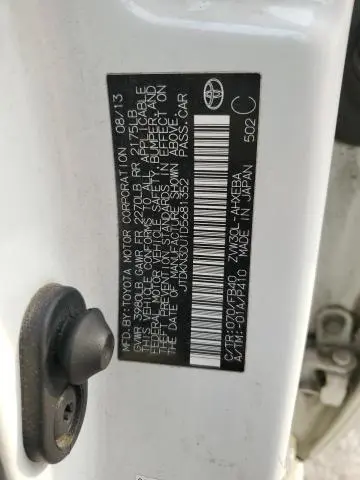 MFD.BY:TOYOTA MOTOR CORPORATION 08/13
GVWR 3980LB GAWR FR 2270LB RR 2175LB
THIS VEHICLE CONFORMS TO ALL APPLICABLE
FEDERAL MOTOR VEHICLE SAFETY, BUMPER, AND
THEFT PREVENTION STANDARDS IN EFFECT ON
THE DATE OF MANUFACTURE SHOWN ABOVE.
JTDKN3DU1D5681352 PASS.CAR
C/TR:070/FB40 ZVW30L-AHXEBA
A/TM:-01A/P410 MADE IN JAPAN 502
C